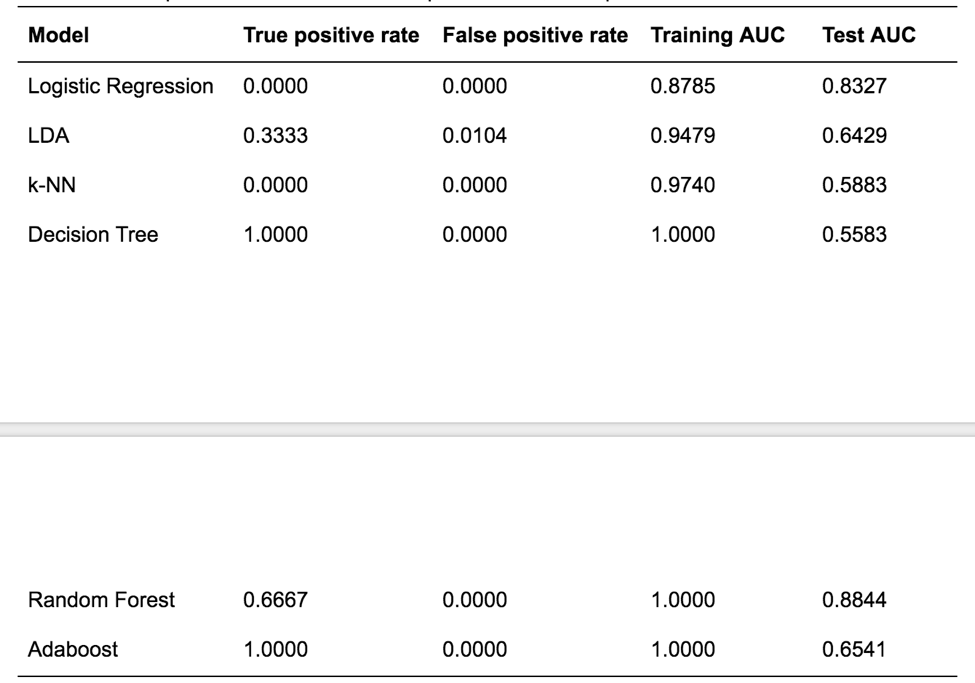 Model True positive rate False positive rate Training AUC Test AUC
Logistic Regression 0.0000 0.0000 0.8785 0.8327
LDA 0.3333 0.0104 0.9479 0.6429
k-NN 0.0000 0.0000 0.9740 0.5883
Decision Tree 1.0000 0.0000 1.0000 0.5583
Random Forest 0.6667 0.0000 1.0000 0.8844
Adaboost 1.0000 0.0000 1.0000 0.6541